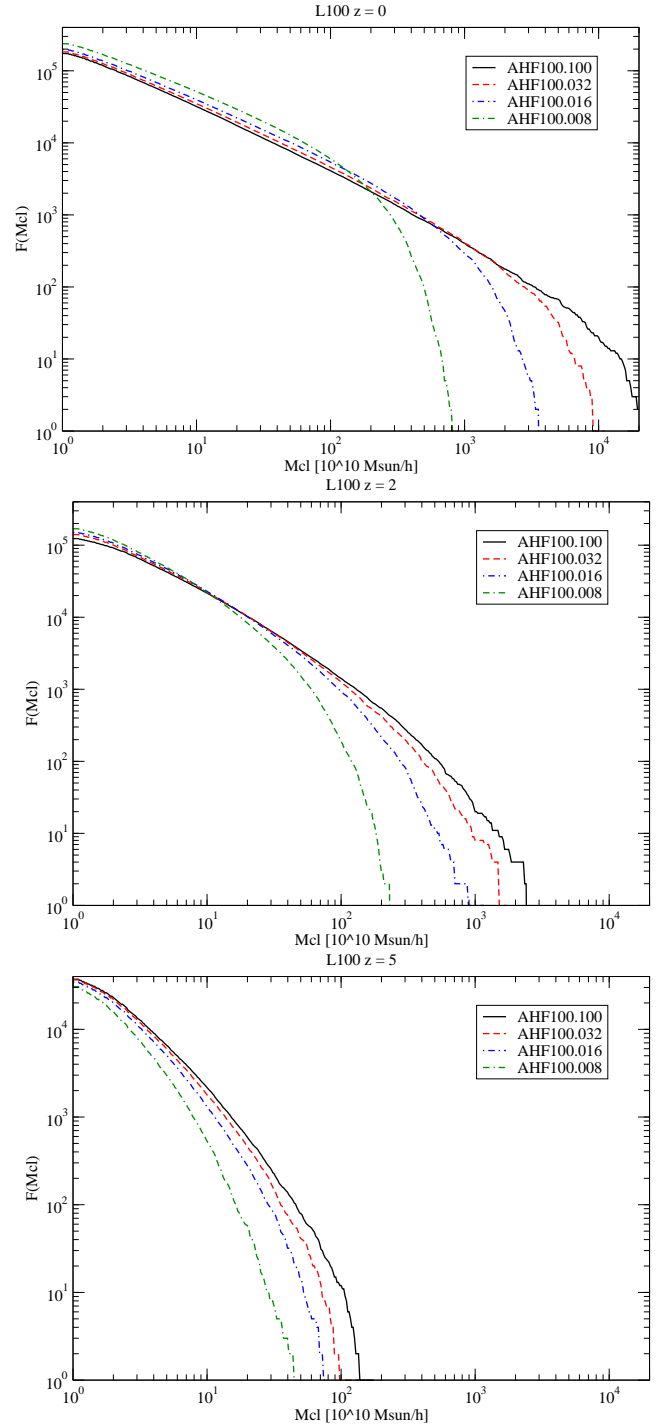 L100 z = 0
10^5
10^4
10^3
10^2
10^1
10^0
F(Mcl)
AHF100.100
AHF100.032
AHF100.016
AHF100.008
10^0 10^1 10^2 10^3 10^4
Mcl [10^10 Msun/h]
L100 z = 2
10^5
10^4
10^3
10^2
10^1
10^0
F(Mcl)
AHF100.100
AHF100.032
AHF100.016
AHF100.008
10^0 10^1 10^2 10^3 10^4
Mcl [10^10 Msun/h]
L100 z = 5
10^4
10^3
10^2
10^1
10^0
F(Mcl)
AHF100.100
AHF100.032
AHF100.016
AHF100.008
10^0 10^1 10^2 10^3 10^4
Mcl [10^10 Msun/h]